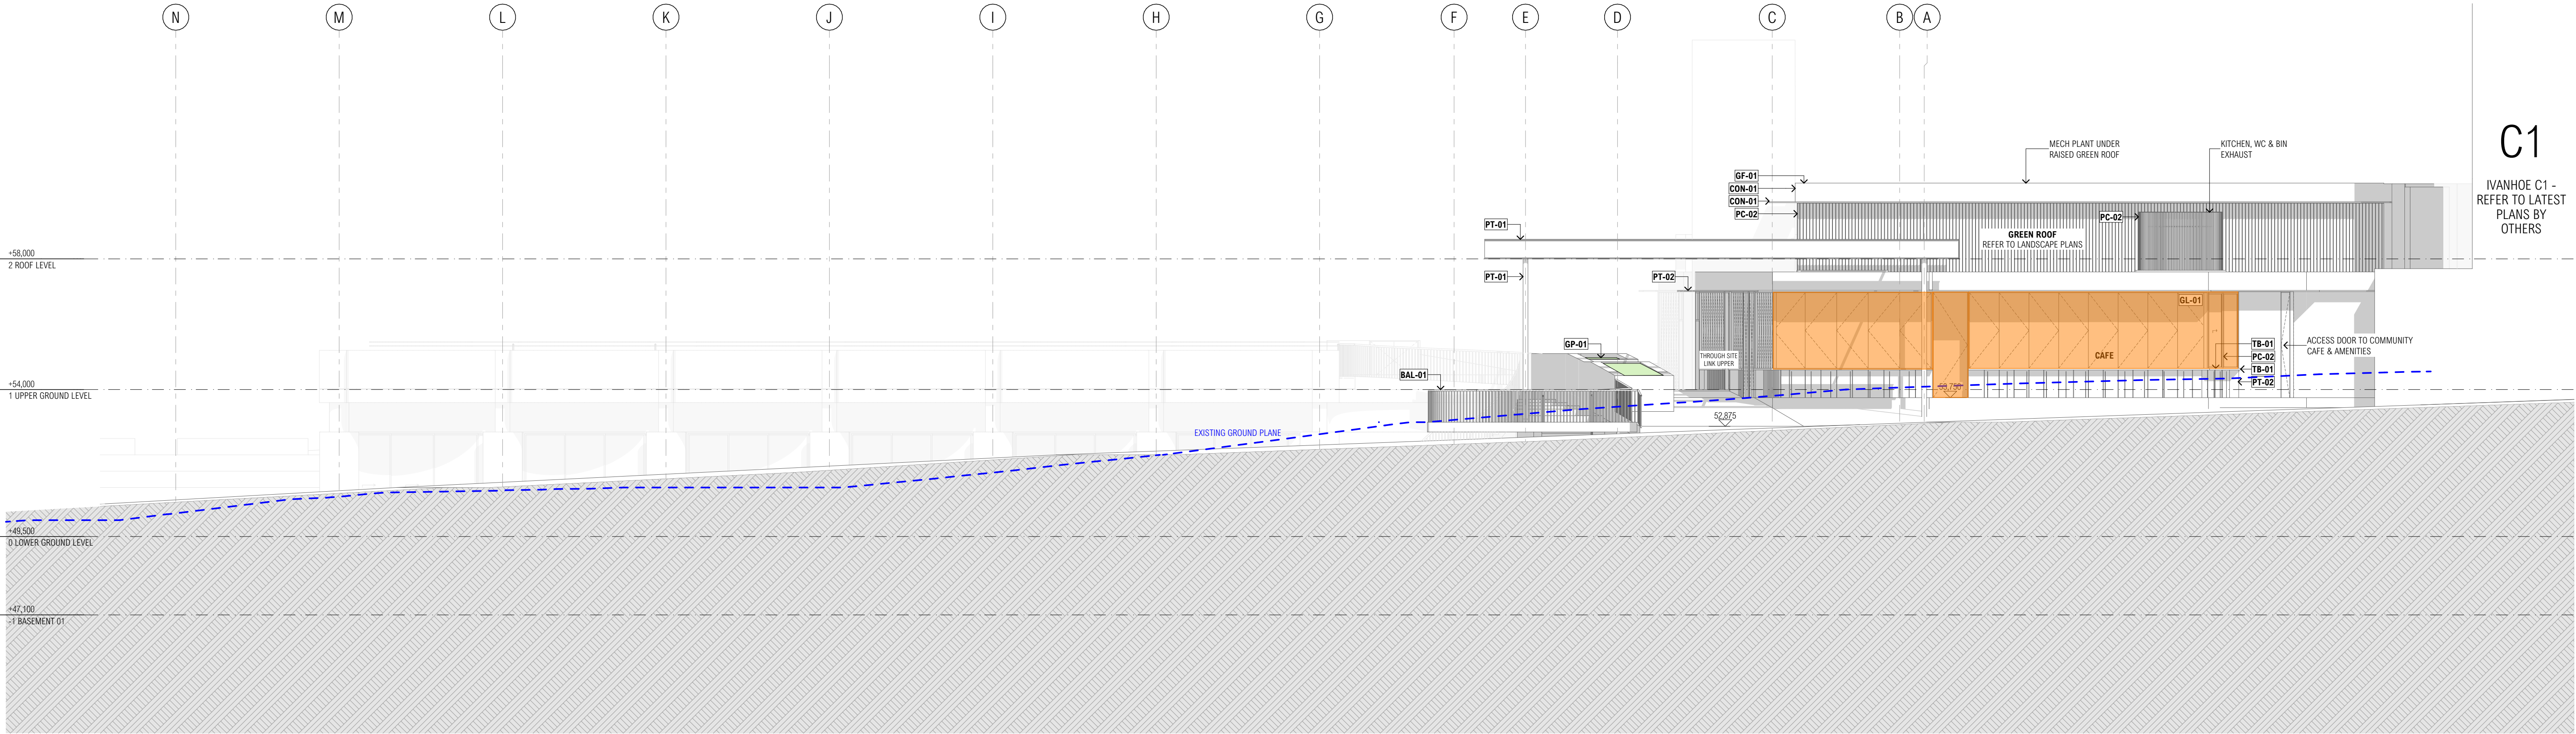 N M L K J I H G F E D C B A
C1
IVANHOE C1 -
REFER TO LATEST
PLANS BY
OTHERS
MECH PLANT UNDER
RAISED GREEN ROOF
KITCHEN, WC & BIN
EXHAUST
GF-01
CON-01
CON-01
PC-02
PC-02
PT-01
GREEN ROOF
REFER TO LANDSCAPE PLANS
+58,000
2 ROOF LEVEL
PT-01
PT-02
GL-01
GP-01
THROUGH SITE
LINK UPPER
CAFE
TB-01
PC-02
TB-01
PT-02
ACCESS DOOR TO COMMUNITY
CAFE & AMENITIES
BAL-01
+54,000
1 UPPER GROUND LEVEL
53,750
52,875
EXISTING GROUND PLANE
+49,500
0 LOWER GROUND LEVEL
+47,100
-1 BASEMENT 01